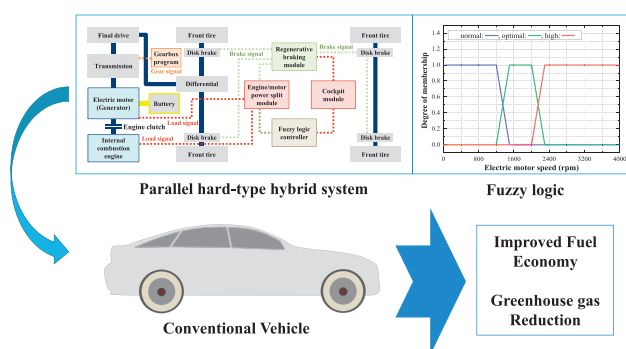 Final drive
Front tire
Front tire
Disk brake
Brake signal
Regenerative
braking
module
Brake signal
Disk brake
Gearbox
program
Gear signal
Transmission
Differential
Electric motor
(Generator)
Battery
Engine/motor
power split
module
Cockpit
module
Load signal
Engine clutch
Load signal
Internal
combustion
engine
Disk brake
Fuzzy logic
controller
Disk brake
Front tire
Front tire
Parallel hard-type hybrid system
normal: , optimal: , high:
Degree of membership
1.4
1.2
1.0
0.8
0.6
0.4
0.2
0.0
0 800 1600 2400 3200 4000
Electric motor speed (rpm)
Fuzzy logic
Conventional Vehicle
Improved Fuel
Economy
Greenhouse gas
Reduction